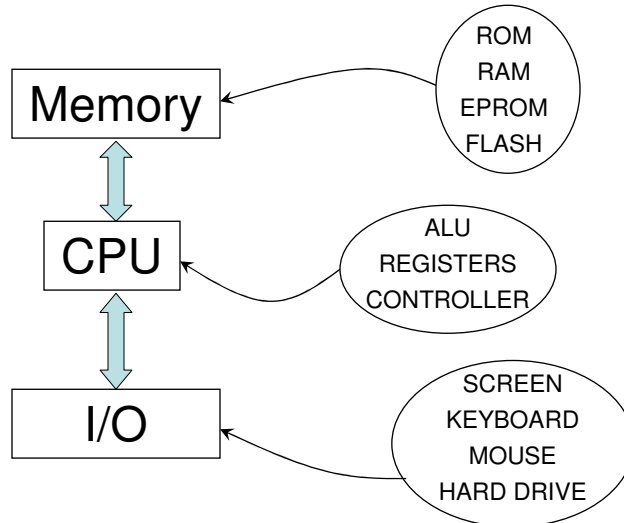 Memory
ROM
RAM
EPROM
FLASH
CPU
ALU
REGISTERS
CONTROLLER
I/O
SCREEN
KEYBOARD
MOUSE
HARD DRIVE